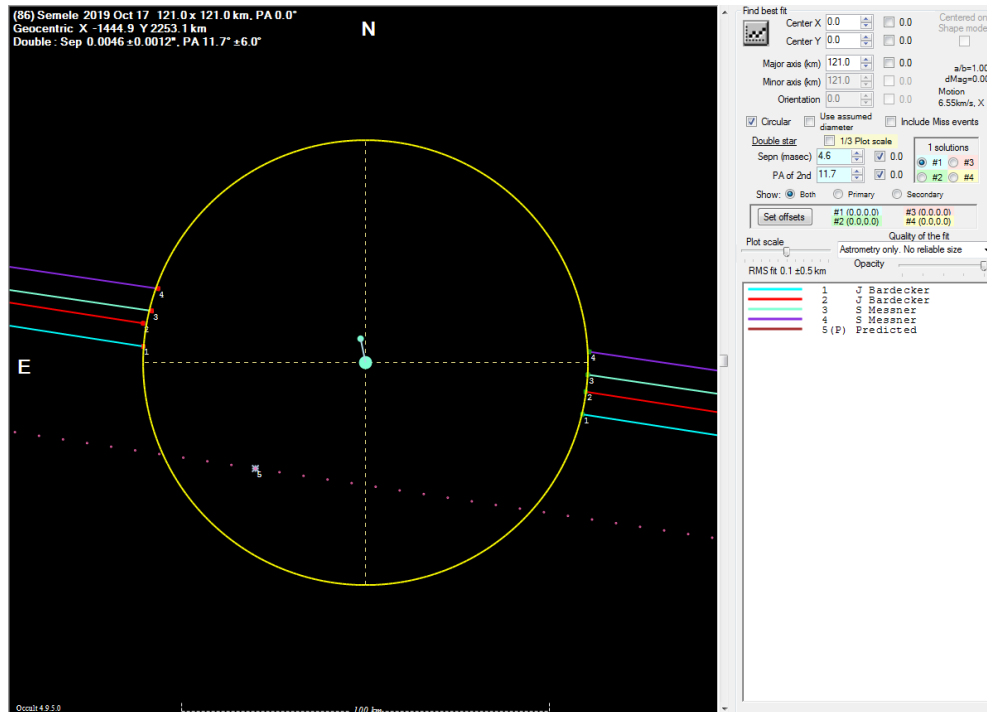 (86) Semele 2019 Oct 17 121.0 x 121.0 km, PA 0.0°
Geocentric X -1444.9 Y 2253.1 km
Double : Sep 0.0046 ±0.0012", PA 11.7° ±6.0°
N
E
4
3
2
1
4
3
2
1
5
100 km
Occult 4.9.5.0
Find best fit
Center X 0.0 0.0
Center Y 0.0 0.0
Centered on
Shape mode
Major axis (km) 121.0 0.0
Minor axis (km) 121.0 0.0
Orientation 0.0 0.0
a/b=1.00
dMag=0.00
Motion
6.55km/s, X
Circular
Use assumed
diameter
Include Miss events
Double star
1/3 Plot scale
Sepn (masec) 4.6 0.0
PA of 2nd 11.7 0.0
1 solutions
#1 #3
#2 #4
Show: Both Primary Secondary
Set offsets
#1 (0.0,0.0) #3 (0.0,0.0)
#2 (0.0,0.0) #4 (0.0,0.0)
Plot scale
Quality of the fit
Astrometry only. No reliable size
RMS fit 0.1 ±0.5 km
Opacity
1 J Bardecker
2 J Bardecker
3 S Messner
4 S Messner
5(P) Predicted